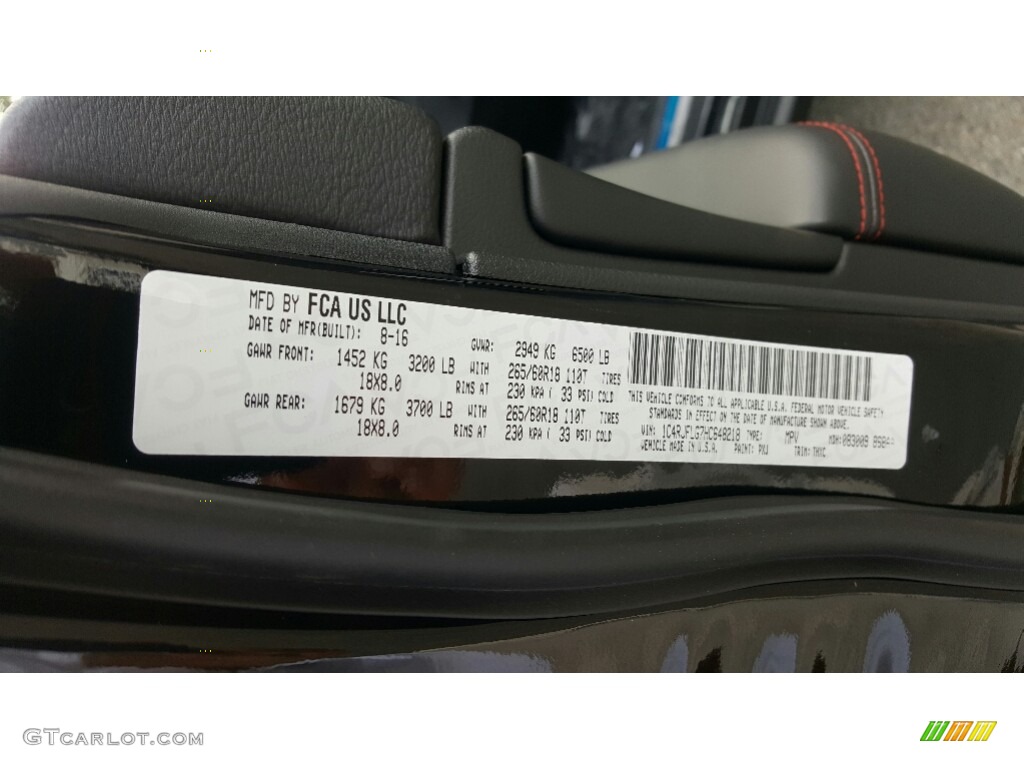 MFD BY FCA US LLC
DATE OF MFR(BUILT): 8-16
GVWR: 2949 KG 6500 LB
GAWR FRONT: 1452 KG 3200 LB WITH 265/60R18 110T TIRES
18X8.0 RIMS AT 230 KPA ( 33 PSI) COLD
GAWR REAR: 1679 KG 3700 LB WITH 265/60R18 110T TIRES
18X8.0 RIMS AT 230 KPA ( 33 PSI) COLD
THIS VEHICLE CONFORMS TO ALL APPLICABLE U.S.A. FEDERAL MOTOR VEHICLE SAFETY
STANDARDS IN EFFECT ON THE DATE OF MANUFACTURE SHOWN ABOVE.
VIN: 1C4RJFLG7HC648218 TYPE: MPV MDH:
VEHICLE MADE IN U.S.A. PAINT: PXJ TRIM:
GTCARLOT.COM